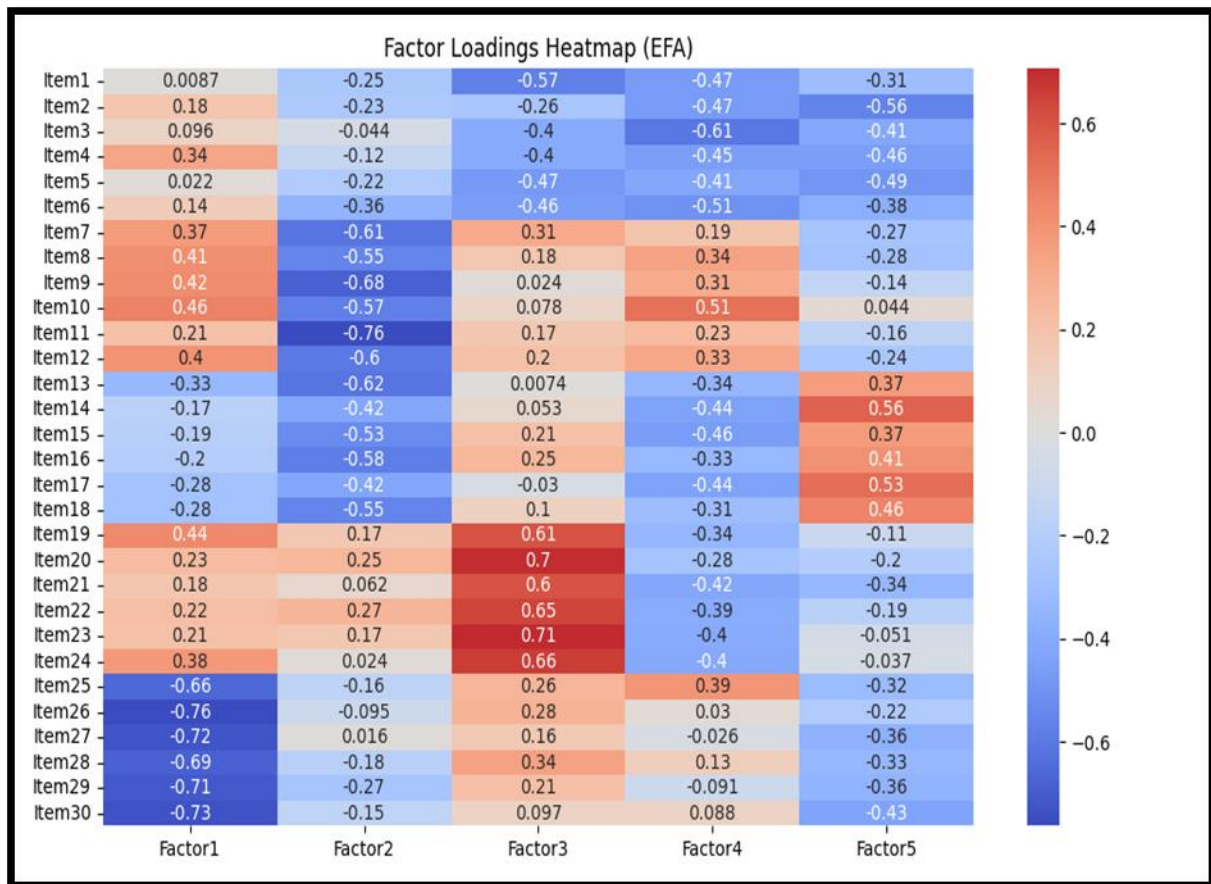 Factor Loadings Heatmap (EFA)
Item1 0.0087 -0.25 -0.57 -0.47 -0.31
Item2 0.18 -0.23 -0.26 -0.47 -0.56
Item3 0.096 -0.044 -0.4 -0.61 -0.41
Item4 0.34 -0.12 -0.4 -0.45 -0.46
Item5 0.022 -0.22 -0.47 -0.41 -0.49
Item6 0.14 -0.36 -0.46 -0.51 -0.38
Item7 0.37 -0.61 0.31 0.19 -0.27
Item8 0.41 -0.55 0.18 0.34 -0.28
Item9 0.42 -0.68 0.024 0.31 -0.14
Item10 0.46 -0.57 0.078 0.51 0.044
Item11 0.21 -0.76 0.17 0.23 -0.16
Item12 0.4 -0.6 0.2 0.33 -0.24
Item13 -0.33 -0.62 0.0074 -0.34 0.37
Item14 -0.17 -0.42 0.053 -0.44 0.56
Item15 -0.19 -0.53 0.21 -0.46 0.37
Item16 -0.2 -0.58 0.25 -0.33 0.41
Item17 -0.28 -0.42 -0.03 -0.44 0.53
Item18 -0.28 -0.55 0.1 -0.31 0.46
Item19 0.44 0.17 0.61 -0.34 -0.11
Item20 0.23 0.25 0.7 -0.28 -0.2
Item21 0.18 0.062 0.6 -0.42 -0.34
Item22 0.22 0.27 0.65 -0.39 -0.19
Item23 0.21 0.17 0.71 -0.4 -0.051
Item24 0.38 0.024 0.66 -0.4 -0.037
Item25 -0.66 -0.16 0.26 0.39 -0.32
Item26 -0.76 -0.095 0.28 0.03 -0.22
Item27 -0.72 0.016 0.16 -0.026 -0.36
Item28 -0.69 -0.18 0.34 0.13 -0.33
Item29 -0.71 -0.27 0.21 -0.091 -0.36
Item30 -0.73 -0.15 0.097 0.088 -0.43
Factor1 Factor2 Factor3 Factor4 Factor5
0.6
0.4
0.2
0.0
−0.2
−0.4
−0.6